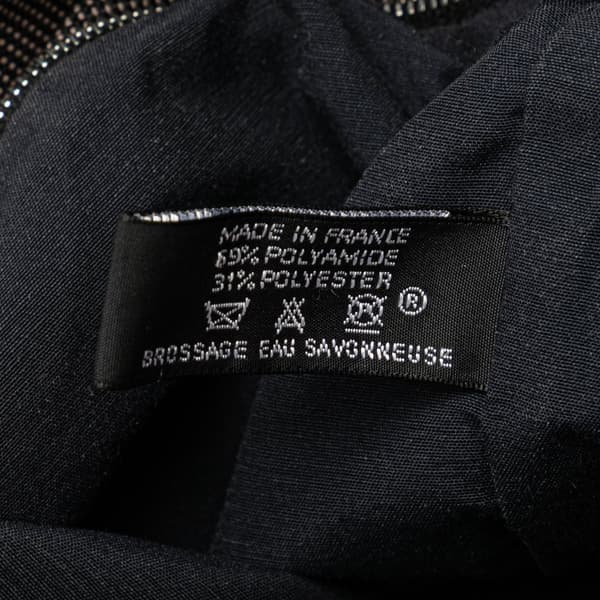 MADE IN FRANCE
69% POLYAMIDE
31% POLYESTER
P ®
BROSSAGE EAU SAVONNEUSE